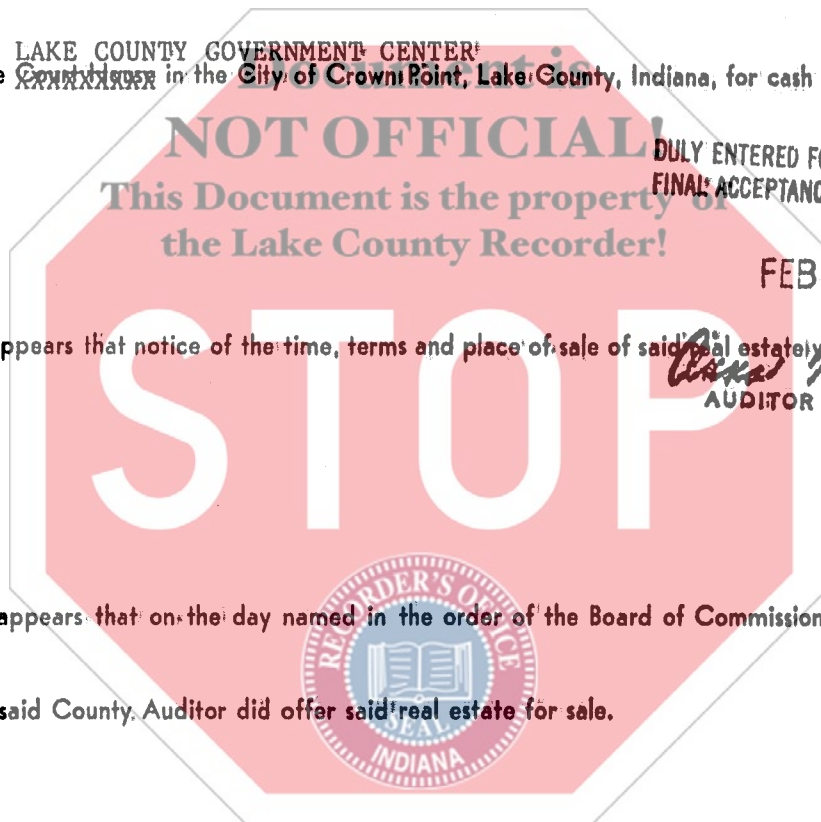 LAKE COUNTY GOVERNMENT CENTER
e Court House in the City of Crown Point, Lake County, Indiana, for cash
Document is
NOT OFFICIAL!
DULY ENTERED FO
This Document is the property of
FINAL ACCEPTANC
the Lake County Recorder!
FEB
ppears that notice of the time, terms and place of sale of said real estate
AUDITOR
STOP
appears that on the day named in the order of the Board of Commission
said County Auditor did offer said real estate for sale.
RECORDER'S OFFICE
SEAL
INDIANA